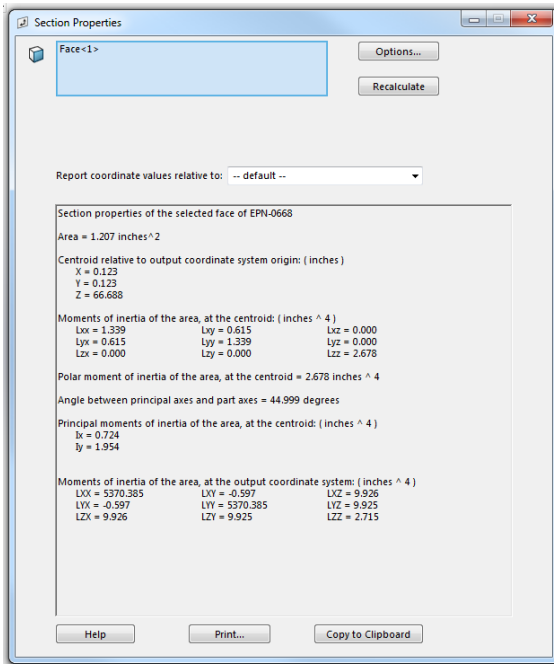 Section Properties
Face<1>
Options...
Recalculate
Report coordinate values relative to: -- default --
Section properties of the selected face of EPN-0668
Area = 1.207 inches^2
Centroid relative to output coordinate system origin: ( inches )
X = 0.123
Y = 0.123
Z = 66.688
Moments of inertia of the area, at the centroid: ( inches ^ 4 )
Lxx = 1.339 Lxy = 0.615 Lxz = 0.000
Lyx = 0.615 Lyy = 1.339 Lyz = 0.000
Lzx = 0.000 Lzy = 0.000 Lzz = 2.678
Polar moment of inertia of the area, at the centroid = 2.678 inches ^ 4
Angle between principal axes and part axes = 44.999 degrees
Principal moments of inertia of the area, at the centroid: ( inches ^ 4 )
Ix = 0.724
Iy = 1.954
Moments of inertia of the area, at the output coordinate system: ( inches ^ 4 )
LXX = 5370.385 LXY = -0.597 LXZ = 9.926
LYX = -0.597 LYY = 5370.385 LYZ = 9.925
LZX = 9.926 LZY = 9.925 LZZ = 2.715
Help Print... Copy to Clipboard